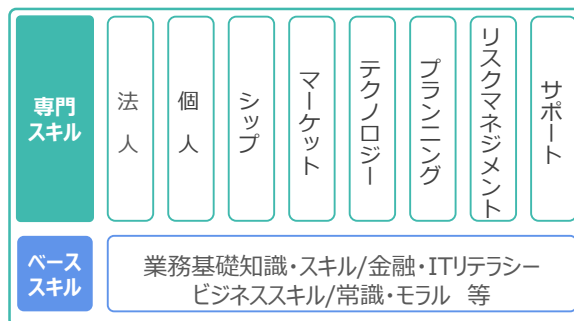 専門
スキル
法人
個人
シップ
マーケット
テクノロジー
プランニング
リスクマネジメント
サポート
ベース
スキル
業務基礎知識・スキル/金融・ITリテラシー
ビジネススキル/常識・モラル 等